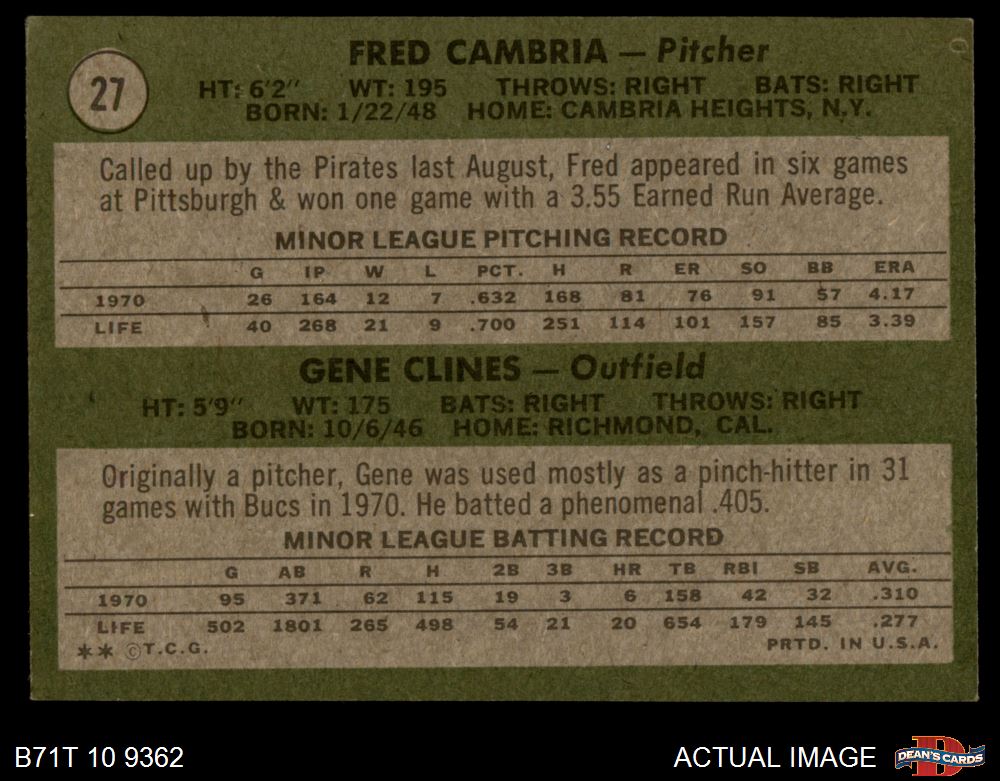 27
FRED CAMBRIA — Pitcher
HT: 6'2" WT: 195 THROWS: RIGHT BATS: RIGHT
BORN: 1/22/48 HOME: CAMBRIA HEIGHTS, N.Y.
Called up by the Pirates last August, Fred appeared in six games
at Pittsburgh & won one game with a 3.55 Earned Run Average.
MINOR LEAGUE PITCHING RECORD
G IP W L PCT. H R ER SO BB ERA
1970 26 164 12 7 .632 168 81 76 91 57 4.17
LIFE 40 268 21 9 .700 251 114 101 157 85 3.39
GENE CLINES — Outfield
HT: 5'9" WT: 175 BATS: RIGHT THROWS: RIGHT
BORN: 10/6/46 HOME: RICHMOND, CAL.
Originally a pitcher, Gene was used mostly as a pinch-hitter in 31
games with Bucs in 1970. He batted a phenomenal .405.
MINOR LEAGUE BATTING RECORD
G AB R H 2B 3B HR TB RBI SB AVG.
1970 95 371 62 115 19 3 6 158 42 32 .310
LIFE 502 1801 265 498 54 21 20 654 179 145 .277
** ©T.C.G. PRTD. IN U.S.A.
B71T 10 9362 ACTUAL IMAGE D DEAN'S CARDS